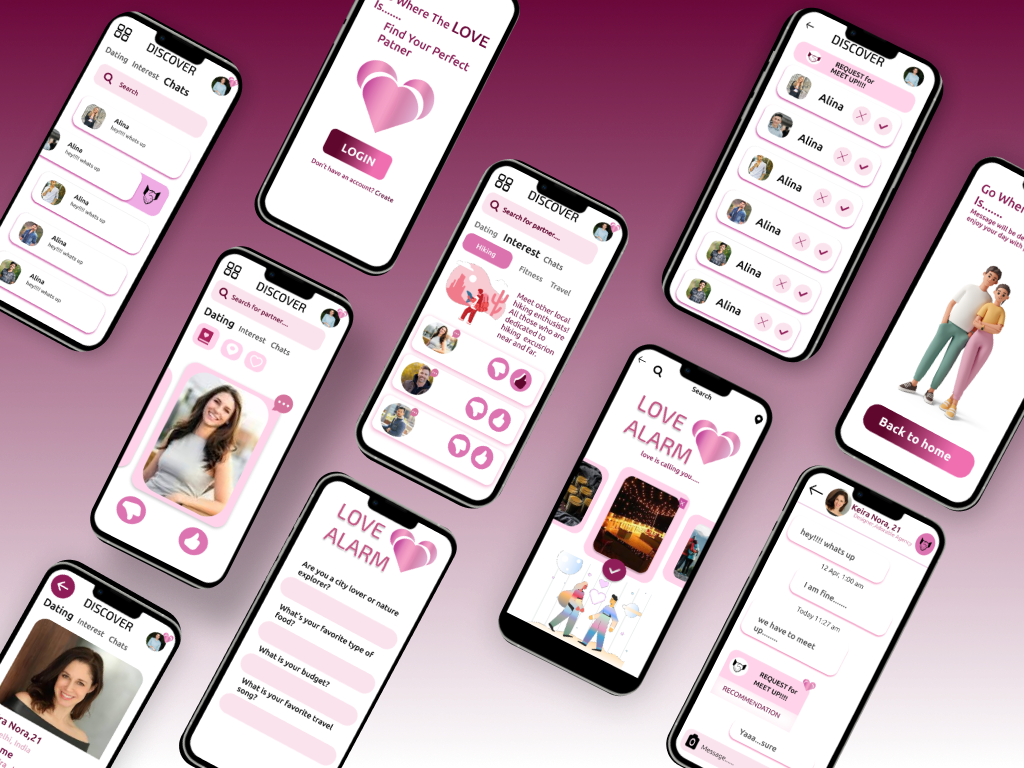 DISCOVER
Dating Interest Chats
Search
Alina
hey!!! whats up
Alina
hey!!! whats up
Alina
hey!!! whats up
Alina
hey!!! whats up
Alina
hey!!! whats up
Where The LOVE
Is.......
Find Your Perfect
Patner
LOGIN
Don't have an account? Create
DISCOVER
REQUEST for
MEET UP!!!!
Alina
Alina
Alina
Alina
Alina
Alina
DISCOVER
Search for partner....
Dating Interest Chats
Hiking
Fitness
Travel
Meet other local
hiking enthusists!
All those who are
dedicated to
hiking excusrion
near and far.
Go Where
Is.......
Message will be
enjoy your day with
Back to home
DISCOVER
Search for partner....
Dating Interest Chats
Search
LOVE
ALARM
love is calling you....
LOVE
ALARM
Are you a city lover or nature
explorer?
What's your favorite type of
food?
What is your budget?
What is your favorite travel
song?
Keira Nora, 21
hey!!!! whats up
12 Apr, 1:00 am
I am Fine.......
Today 11:27 am
we have to meet
up.......
REQUEST for
MEET UP!!!!
RECOMMENDATION
Yaaa...sure
Message.....
DISCOVER
Dating Interest Chats
Nora,21
India